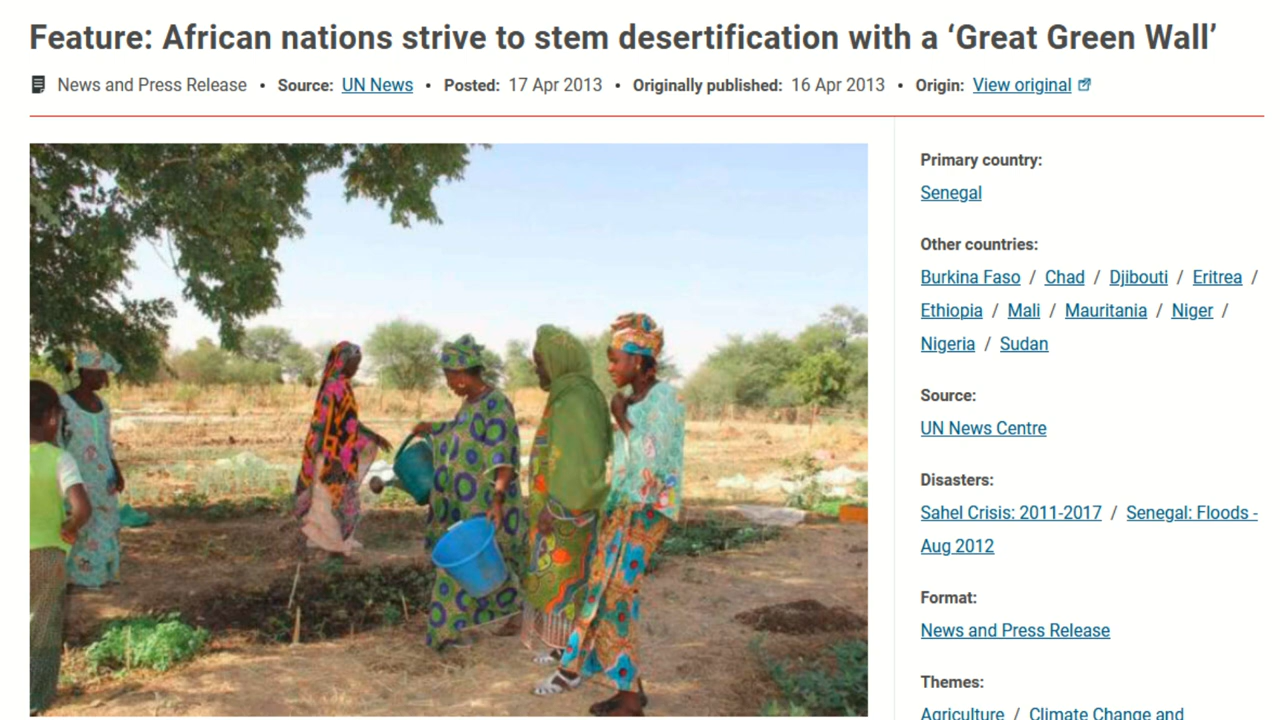 Feature: African nations strive to stem desertification with a ‘Great Green Wall’
News and Press Release • Source: UN News • Posted: 17 Apr 2013 • Originally published: 16 Apr 2013 • Origin: View original
Primary country:
Senegal
Other countries:
Burkina Faso / Chad / Djibouti / Eritrea /
Ethiopia / Mali / Mauritania / Niger /
Nigeria / Sudan
Source:
UN News Centre
Disasters:
Sahel Crisis: 2011-2017 / Senegal: Floods -
Aug 2012
Format:
News and Press Release
Themes:
Agriculture / Climate Change and